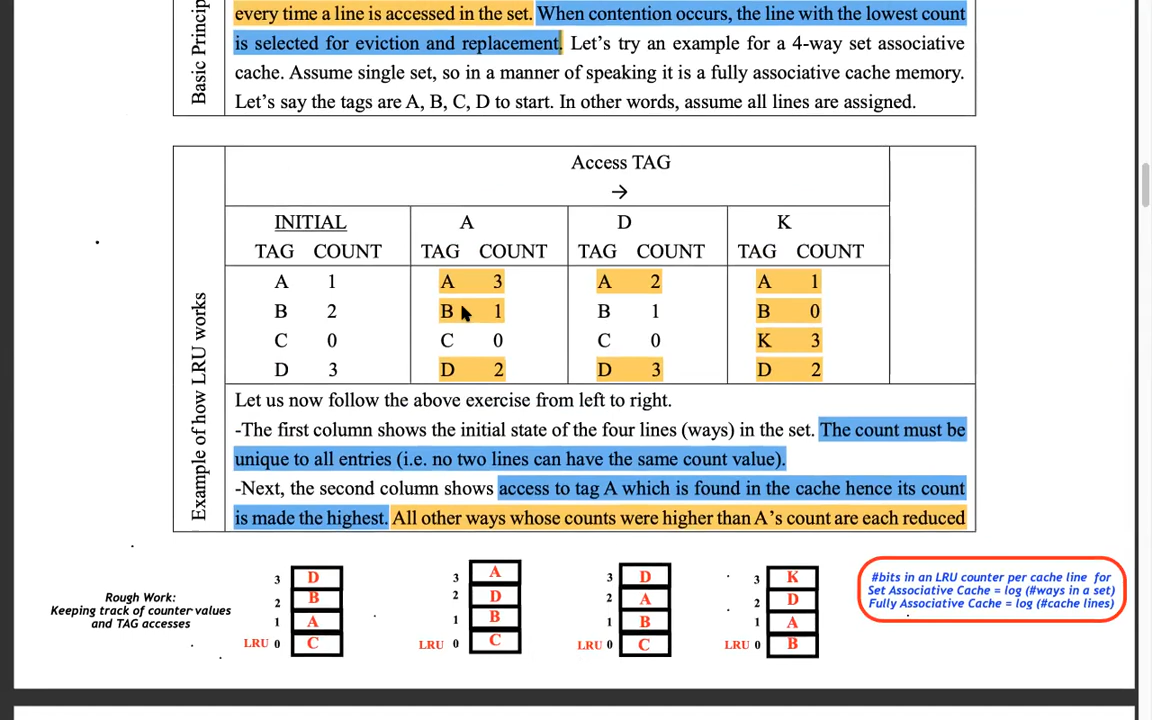 every time a line is accessed in the set. When contention occurs, the line with the lowest count
is selected for eviction and replacement. Let's try an example for a 4-way set associative
cache. Assume single set, so in a manner of speaking it is a fully associative cache memory.
Let's say the tags are A, B, C, D to start. In other words, assume all lines are assigned.
Basic Princip
Access TAG
→
INITIAL A D K
TAG COUNT TAG COUNT TAG COUNT TAG COUNT
A 1 A 3 A 2 A 1
B 2 B 1 B 1 B 0
C 0 C 0 C 0 K 3
D 3 D 2 D 3 D 2
Example of how LRU works
Let us now follow the above exercise from left to right.
-The first column shows the initial state of the four lines (ways) in the set. The count must be
unique to all entries (i.e. no two lines can have the same count value).
-Next, the second column shows access to tag A which is found in the cache hence its count
is made the highest. All other ways whose counts were higher than A's count are each reduced
Rough Work:
Keeping track of counter values
and TAG accesses
3 D
2 B
1 A
LRU 0 C
3 A
2 D
1 B
LRU 0 C
3 D
2 A
1 B
LRU 0 C
3 K
2 D
1 A
LRU 0 B
#bits in an LRU counter per cache line for
Set Associative Cache = log (#ways in a set)
Fully Associative Cache = log (#cache lines)